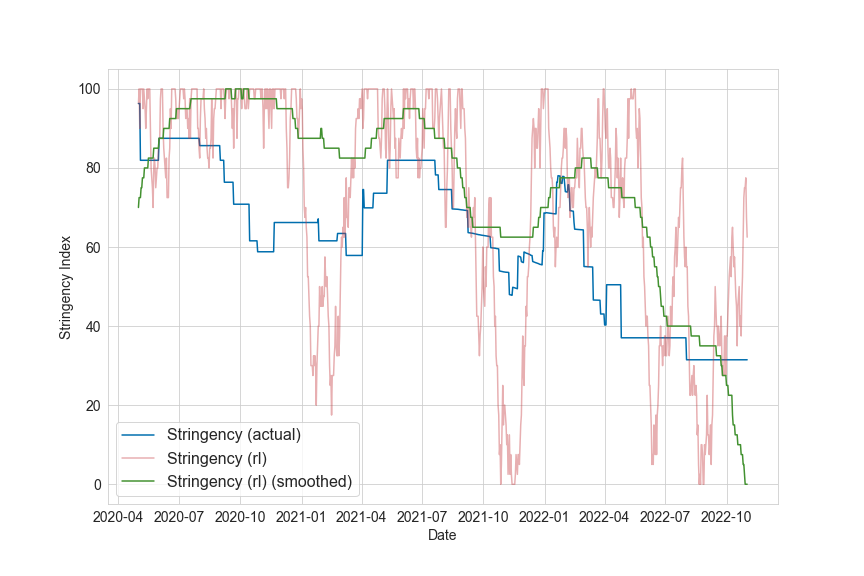 100
80
60
40
20
0
Stringency Index
Stringency (actual)
Stringency (rl)
Stringency (rl) (smoothed)
2020-04 2020-07 2020-10 2021-01 2021-04 2021-07 2021-10 2022-01 2022-04 2022-07 2022-10
Date